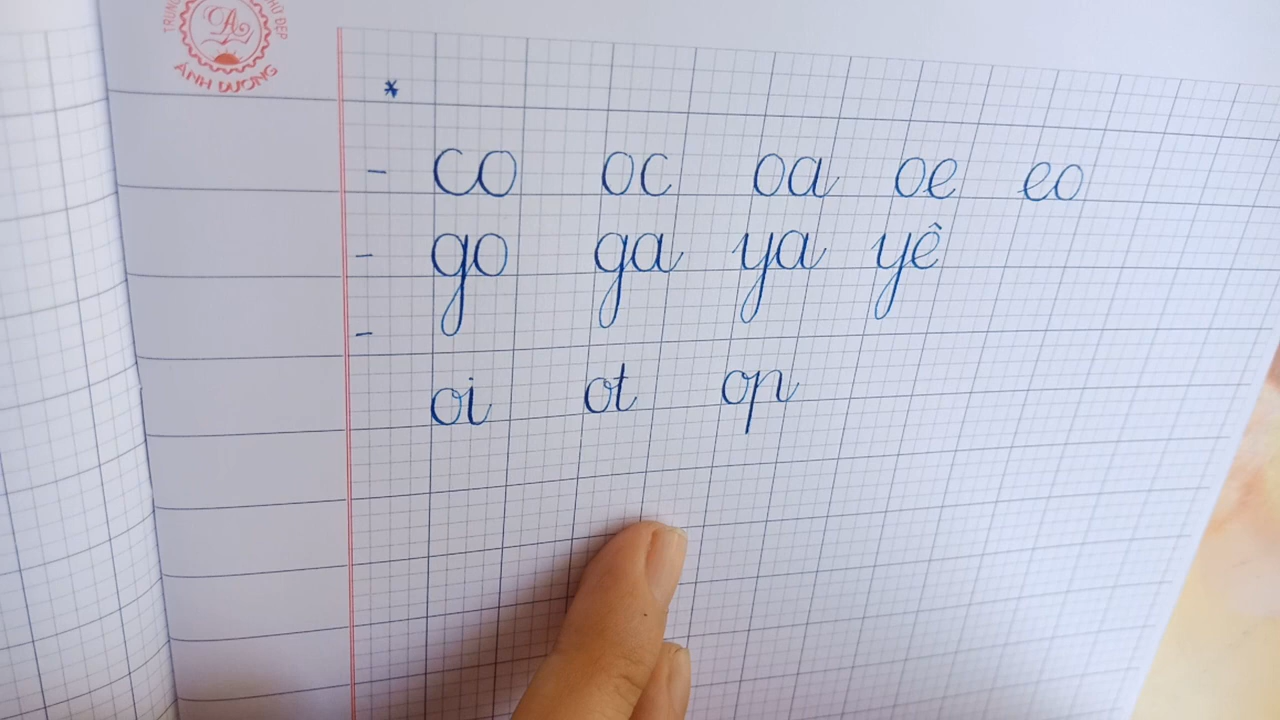 ÁNH DƯƠNG
*
- co oc oa oe eo
- go ga ya yê
-
oi ot op